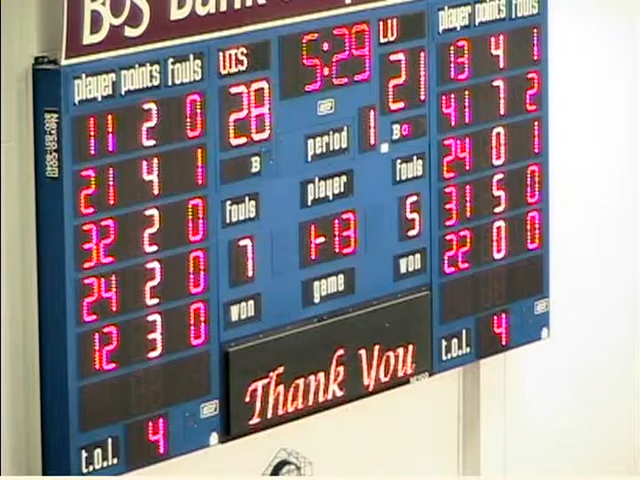 BOS Bank
player points fouls
11 2 0
21 4 1
32 2 0
24 2 0
12 3 0
t.o.l. 4
VIS
28
B
fouls
7
won
5:29
period 1
player
1-13
game
Thank You
LU
21
Bo
fouls
5
won
player points fouls
13 4 1
41 7 2
24 0 1
31 5 0
22 0 0
t.o.l. 4